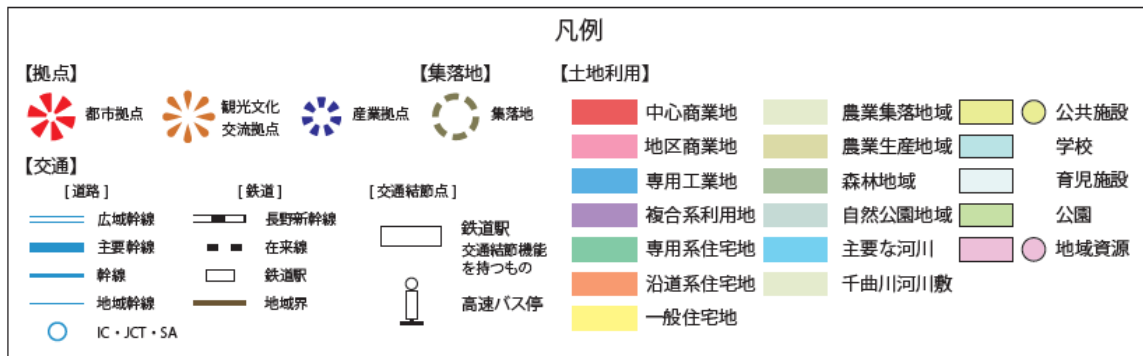 凡例
【拠点】
都市拠点
観光文化
交流拠点
産業拠点
【集落地】
集落地
【交通】
[ 道路 ]
広域幹線
主要幹線
幹線
地域幹線
IC・JCT・SA
[ 鉄道 ]
長野新幹線
在来線
鉄道駅
地域界
[ 交通結節点 ]
鉄道駅
交通結節機能
を持つもの
高速バス停
【土地利用】
中心商業地
地区商業地
専用工業地
複合系利用地
専用系住宅地
沿道系住宅地
一般住宅地
農業集落地域
農業生産地域
森林地域
自然公園地域
主要な河川
千曲川河川敷
公共施設
学校
育児施設
公園
地域資源